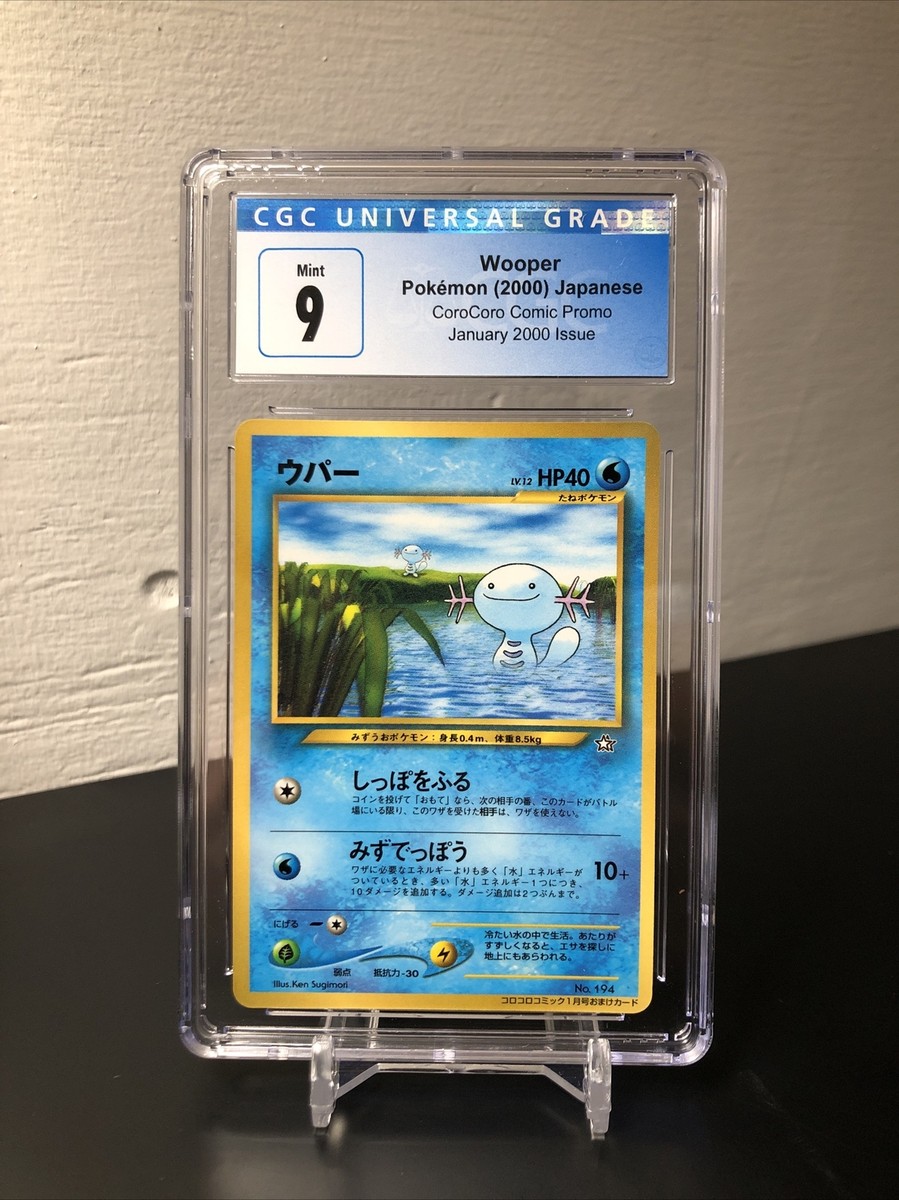 CGC UNIVERSAL GRADE
Mint
9
Wooper
Pokémon (2000) Japanese
CoroCoro Comic Promo
January 2000 Issue
ウパー
LV.12 HP40
たねポケモン
みずうおポケモン：身長0.4m、体重8.5kg
しっぽをふる
コインを投げて「おもて」なら、次の相手の番、このカードがバトル
場にいる限り、このワザを受けた相手は、ワザを使えない。
みずでっぽう
ワザに必要なエネルギーよりも多く「水」エネルギーが
ついているとき、多い「水」エネルギー1つにつき、
10ダメージを追加する。ダメージ追加は2つぶんまで。
10+
にげる
弱点
抵抗力-30
冷たい水の中で生活。あたりが
すずしくなると、エサを探しに
地上にもあらわれる。
Illus.Ken Sugimori
No. 194
コロコロコミック1月号おまけカード